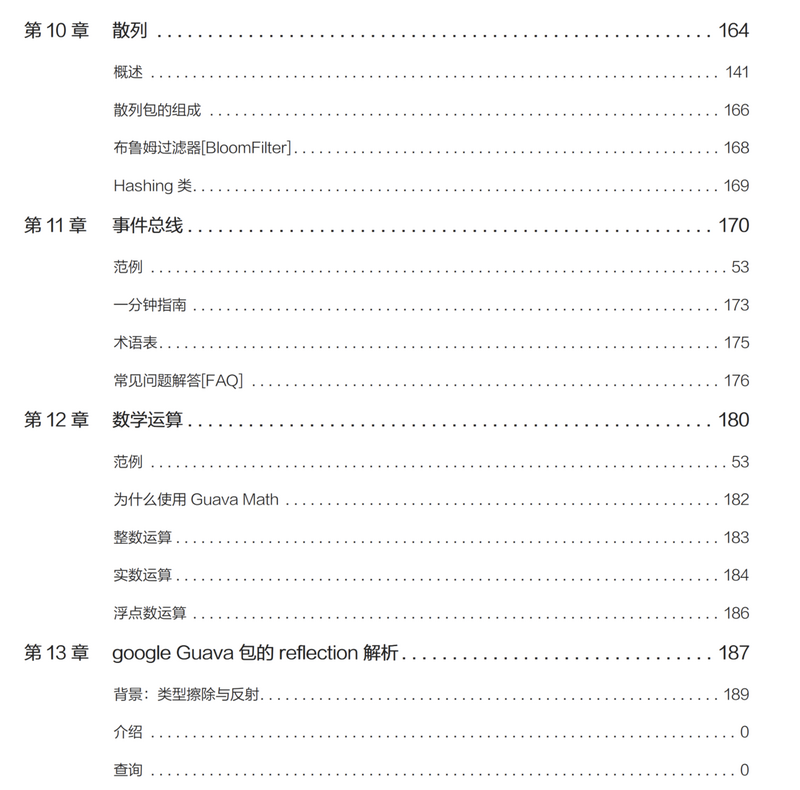 第 10 章 散列 164
概述 141
散列包的组成 166
布鲁姆过滤器[BloomFilter] 168
Hashing 类 169
第 11 章 事件总线 170
范例 53
一分钟指南 173
术语表 175
常见问题解答[FAQ] 176
第 12 章 数学运算 180
范例 53
为什么使用 Guava Math 182
整数运算 183
实数运算 184
浮点数运算 186
第 13 章 google Guava 包的 reflection 解析 187
背景：类型擦除与反射 189
介绍 0
查询 0